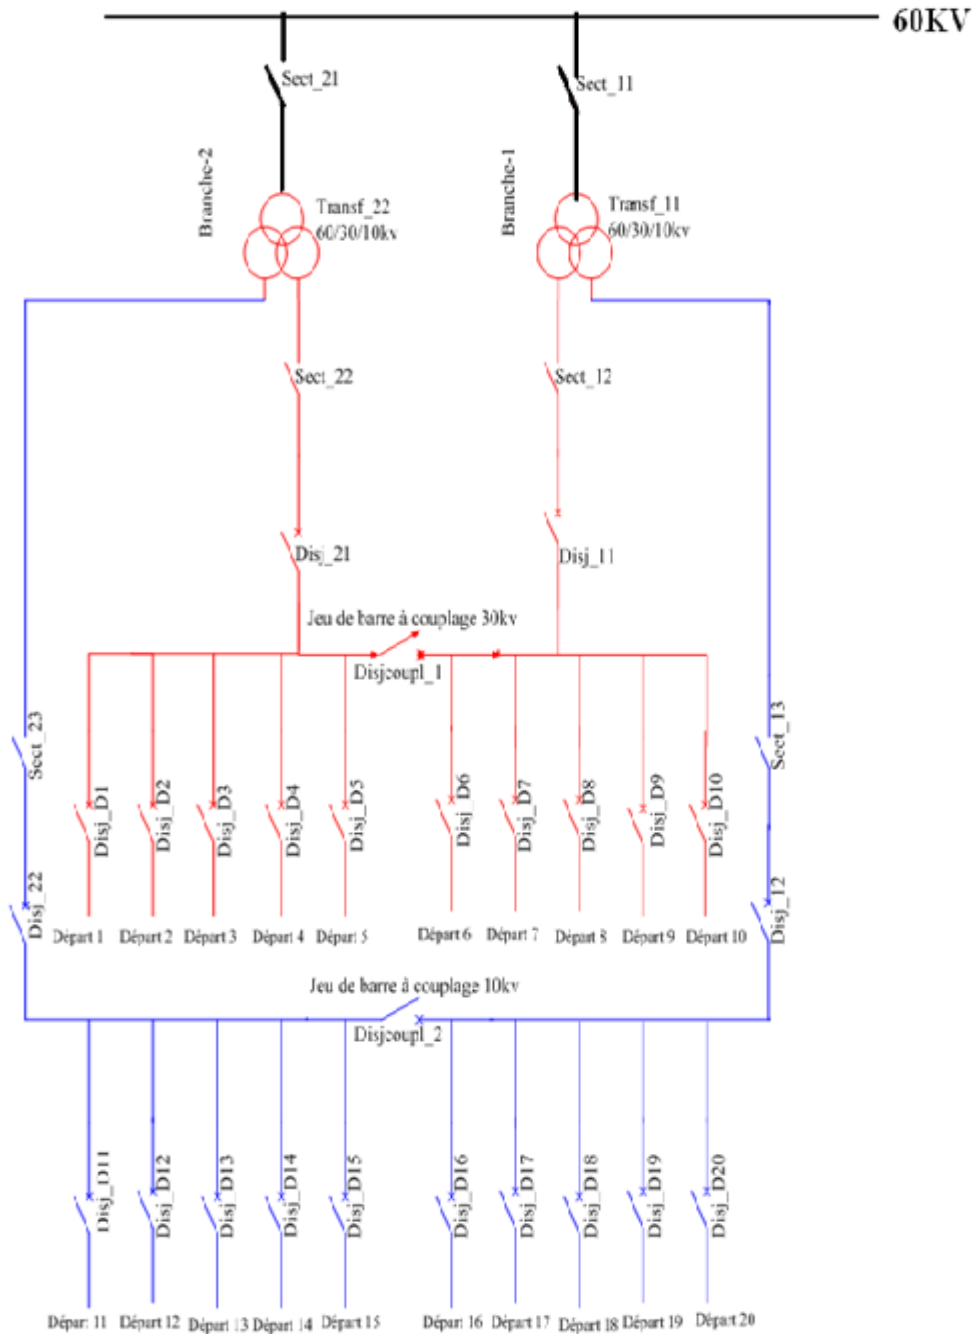 60KV
Sect_21
Sect_11
Branche-2
Branche-1
Transf_22
60/30/10kv
Transf_11
60/30/10kv
Sect_22
Sect_12
Disj_21
Disj_11
Jeu de barre à couplage 30kv
Disjcoupl_1
Sect_23
Sect_13
Disj_D1
Disj_D2
Disj_D3
Disj_D4
Disj_D5
Disj_D6
Disj_D7
Disj_D8
Disj_D9
Disj_D10
Disj_22
Disj_12
Départ 1
Départ 2
Départ 3
Départ 4
Départ 5
Départ 6
Départ 7
Départ 8
Départ 9
Départ 10
Jeu de barre à couplage 10kv
Disjcoupl_2
Disj_D11
Disj_D12
Disj_D13
Disj_D14
Disj_D15
Disj_D16
Disj_D17
Disj_D18
Disj_D19
Disj_D20
Départ 11
Départ 12
Départ 13
Départ 14
Départ 15
Départ 16
Départ 17
Départ 18
Départ 19
Départ 20